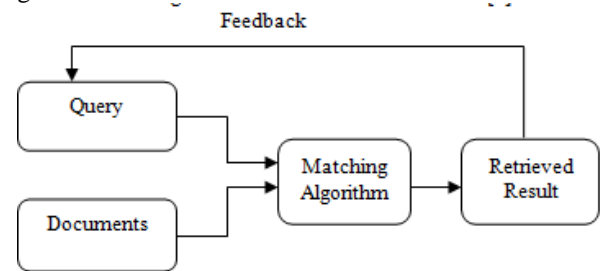 Feedback
Query
Matching
Algorithm
Retrieved
Result
Documents